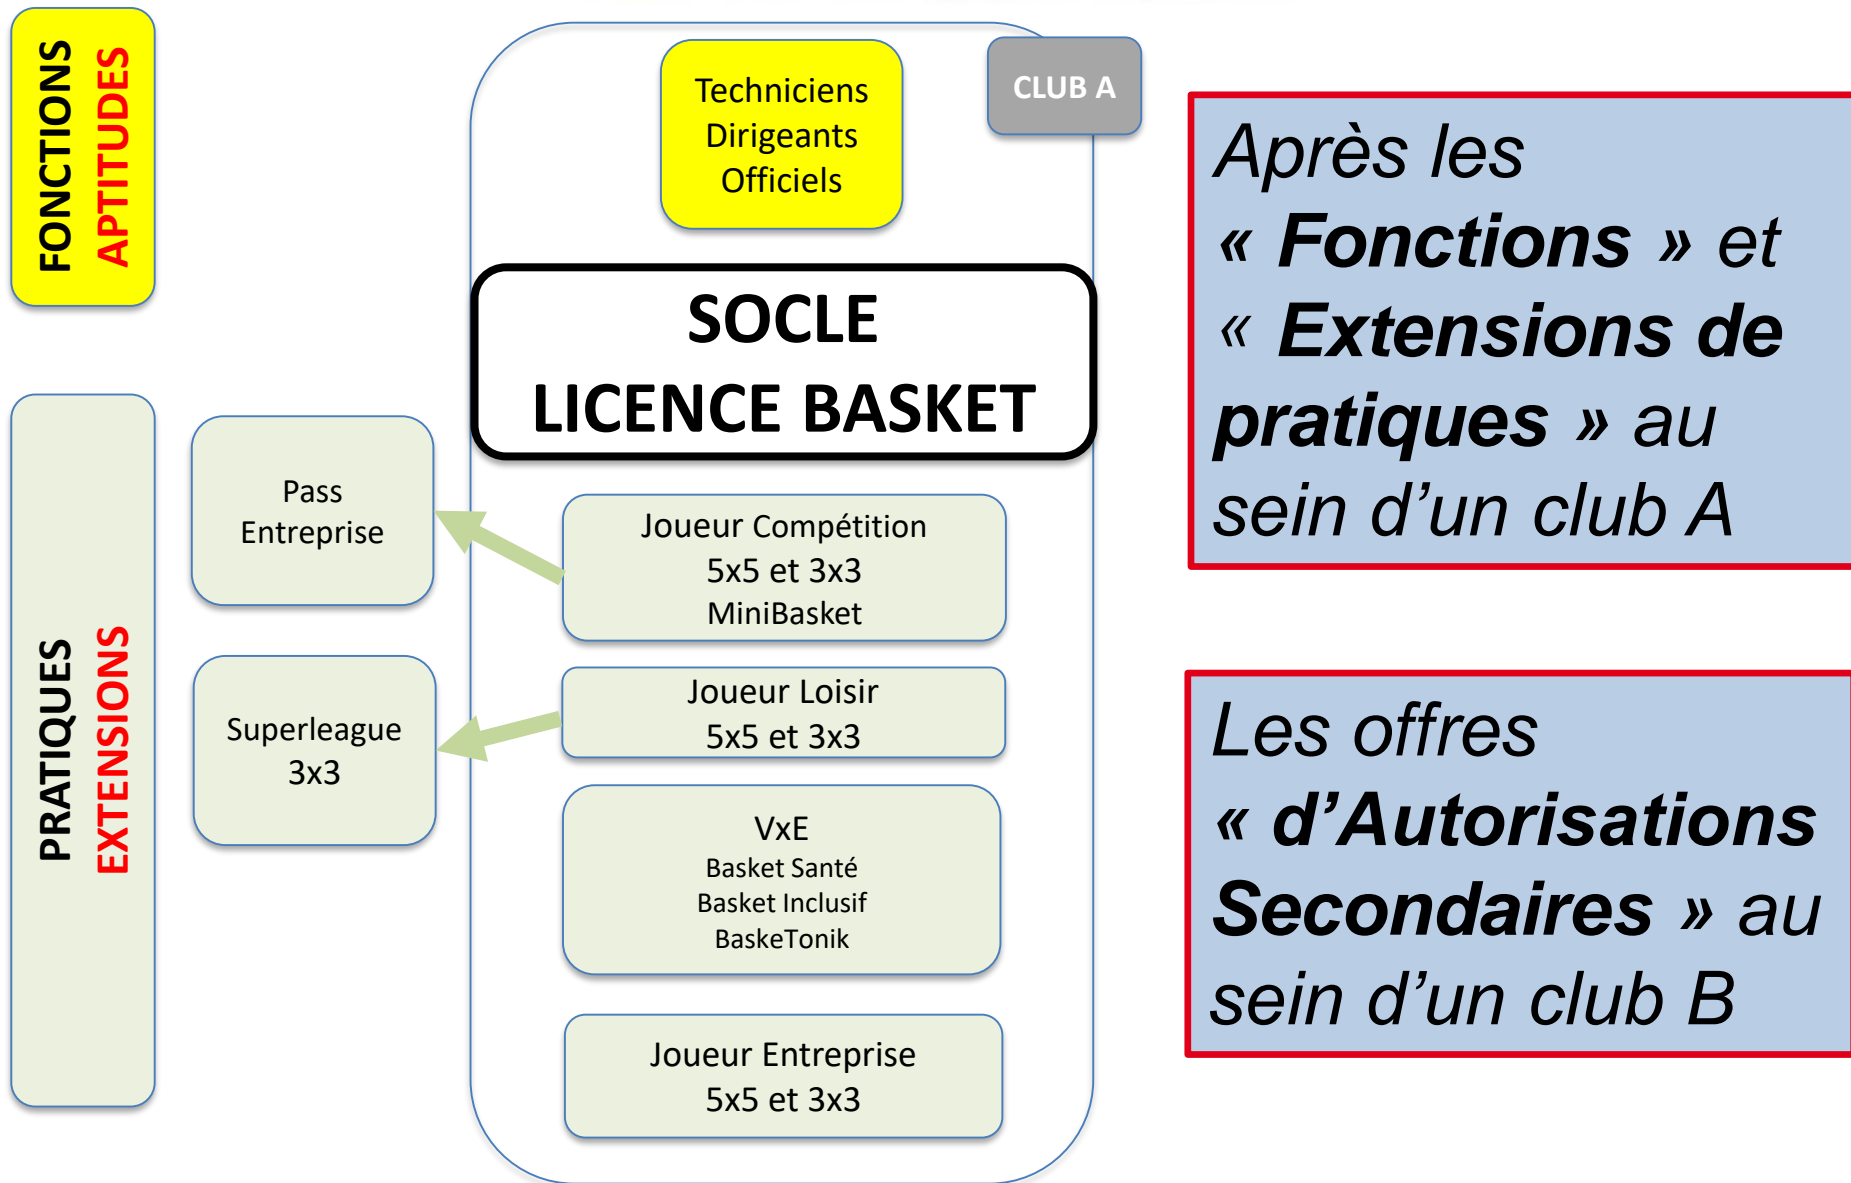 FONCTIONS
APTITUDES
Techniciens
Dirigeants
Officiels
CLUB A
SOCLE
LICENCE BASKET
PRATIQUES
EXTENSIONS
Pass
Entreprise
Superleague
3x3
Joueur Compétition
5x5 et 3x3
MiniBasket
Joueur Loisir
5x5 et 3x3
VxE
Basket Santé
Basket Inclusif
BaskeTonik
Joueur Entreprise
5x5 et 3x3
Après les
« Fonctions » et
« Extensions de
pratiques » au
sein d’un club A
Les offres
« d’Autorisations
Secondaires » au
sein d’un club B